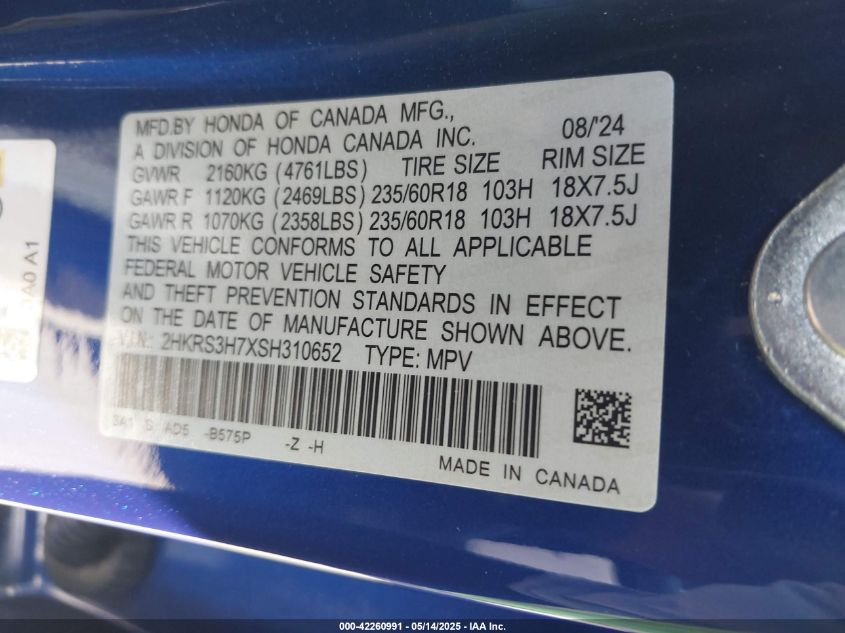 MFD.BY HONDA OF CANADA MFG., 08/'24
A DIVISION OF HONDA CANADA INC.
GVWR 2160KG (4761LBS) TIRE SIZE RIM SIZE
GAWR F 1120KG (2469LBS) 235/60R18 103H 18X7.5J
GAWR R 1070KG (2358LBS) 235/60R18 103H 18X7.5J
THIS VEHICLE CONFORMS TO ALL APPLICABLE
FEDERAL MOTOR VEHICLE SAFETY
AND THEFT PREVENTION STANDARDS IN EFFECT
ON THE DATE OF MANUFACTURE SHOWN ABOVE.
V.I.N.: 2HKRS3H7XSH310652 TYPE: MPV
-B575P -Z -H
MADE IN CANADA
A0 A1
000-42260991 - 05/14/2025 - IAA Inc.